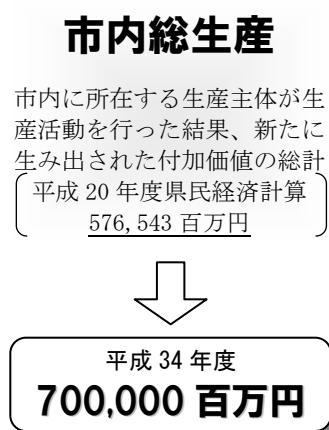 市内総生産
市内に所在する生産主体が生
産活動を行った結果、新たに
生み出された付加価値の総計
平成 20 年度県民経済計算
576,543 百万円
平成 34 年度
700,000 百万円